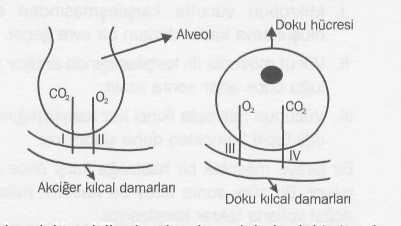 Doku hücresi
Alveol
CO₂ O₂
O₂ CO₂
I II
III IV
Akciğer kılcal damarları
Doku kılcal damarları